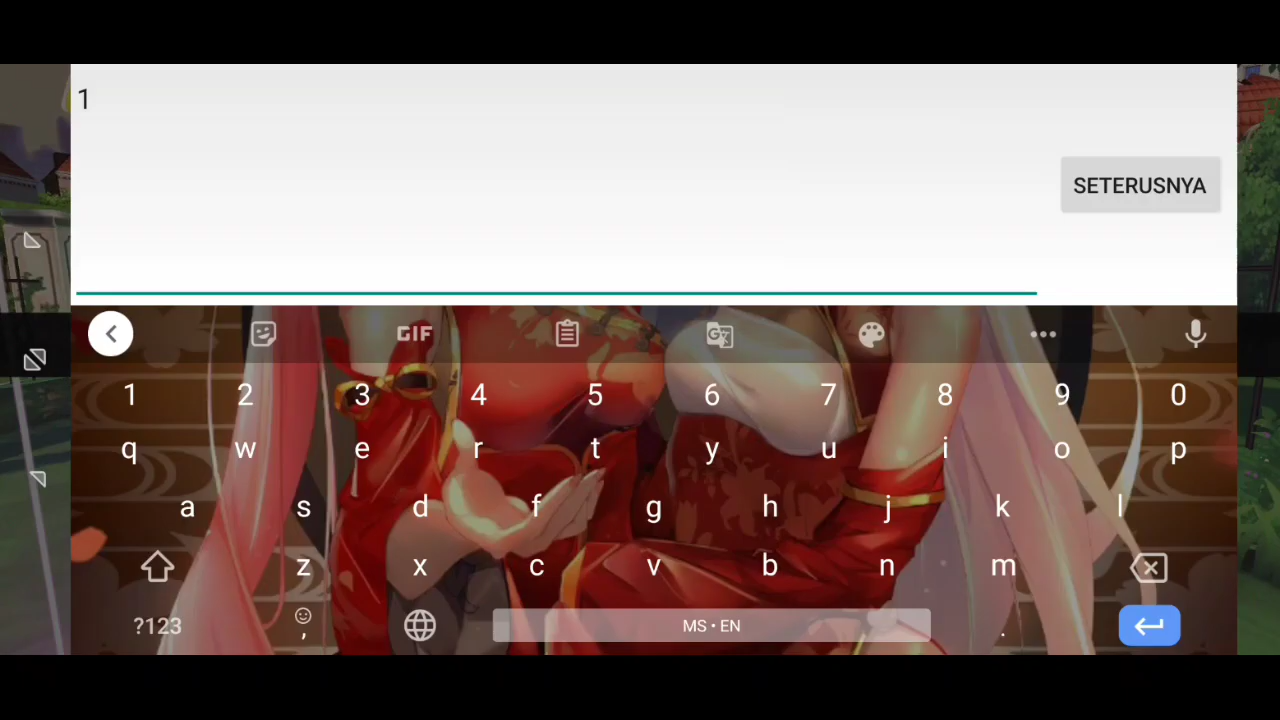 1
SETERUSNYA
GIF
1 2 3 4 5 6 7 8 9 0
q w e r t y u i o p
a s d f g h j k l
z x c v b n m
?123 , MS • EN .